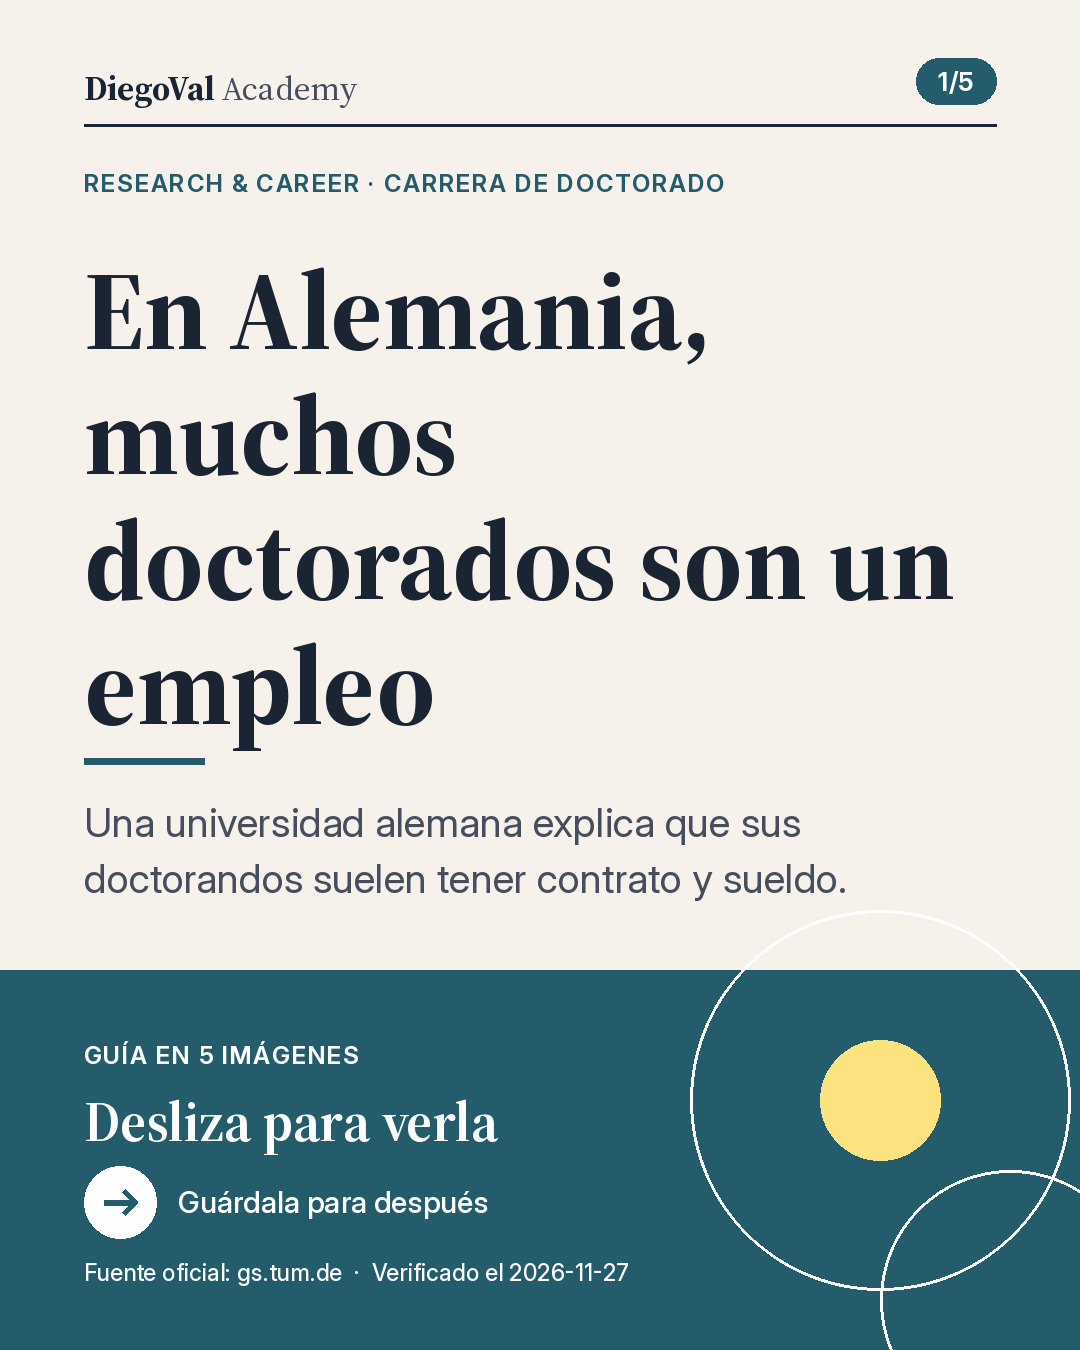 DiegoVal Academy
1/5
RESEARCH & CAREER · CARRERA DE DOCTORADO
En Alemania,
muchos
doctorados son un
empleo
Una universidad alemana explica que sus
doctorandos suelen tener contrato y sueldo.
GUÍA EN 5 IMÁGENES
Desliza para verla
Guárdala para después
Fuente oficial: gs.tum.de · Verificado el 2026-11-27